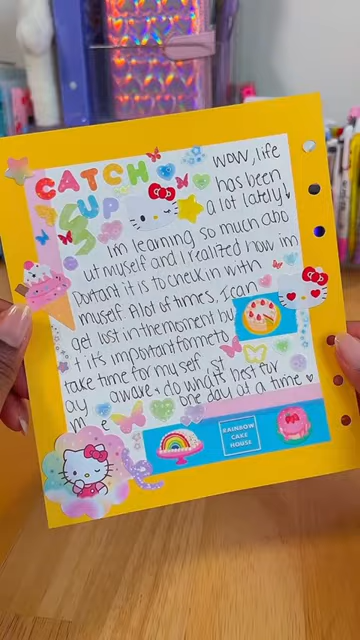 CATCH
UP
wow, life
has been
a lot lately!
I'm learning so much abo
ut myself and I realized how im
portant it is to check in with
myself. A lot of times, I can
get lost in the moment bu
t it's important for me to
take time for my self st
ay aware + do whats best for
m e one day at a time ♥
RAINBOW
CAKE
HOUSE